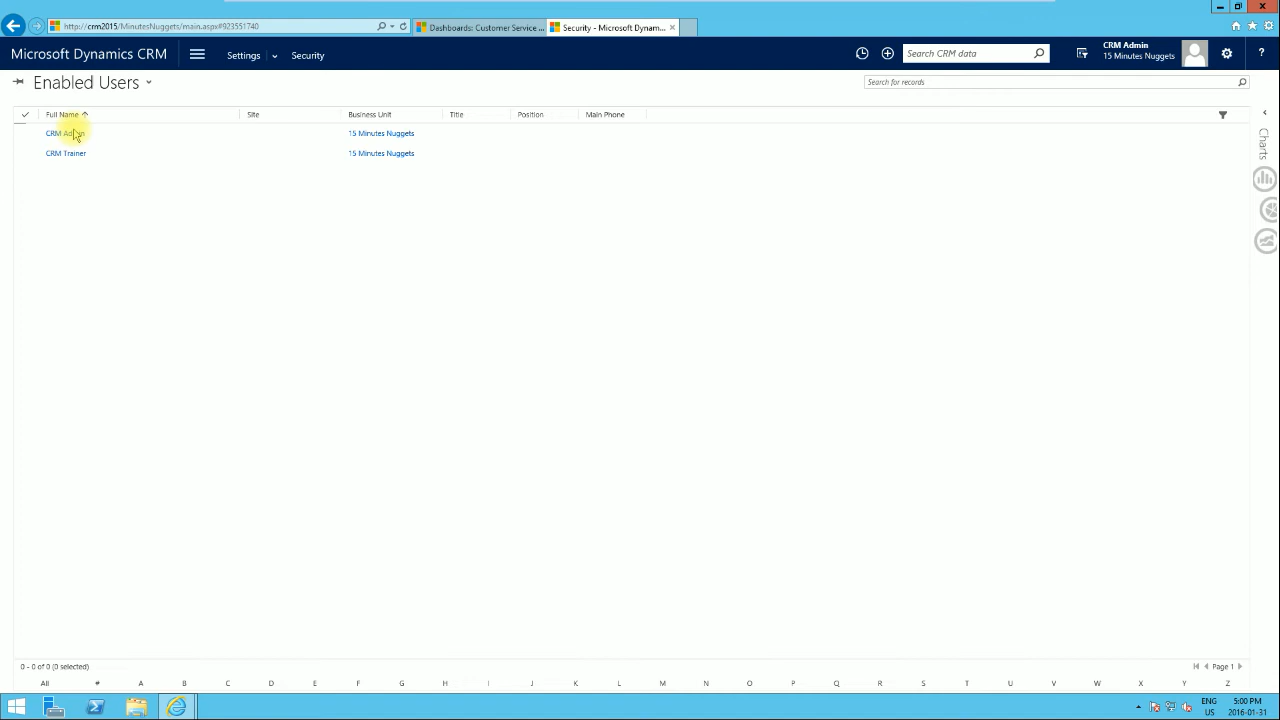 http://crm2015/MinutesNuggets/main.aspx#923551740
Dashboards: Customer Service ...
Security - Microsoft Dynam...
Microsoft Dynamics CRM
Settings
Security
Search CRM data
CRM Admin
15 Minutes Nuggets
?
Enabled Users
Search for records
Full Name
Site
Business Unit
Title
Position
Main Phone
CRM Admin
15 Minutes Nuggets
CRM Trainer
15 Minutes Nuggets
Charts
0 - 0 of 0 (0 selected)
Page 1
All # A B C D E F G H I J K L M N O P Q R S T U V W X Y Z
ENG
US
5:00 PM
2016-01-31